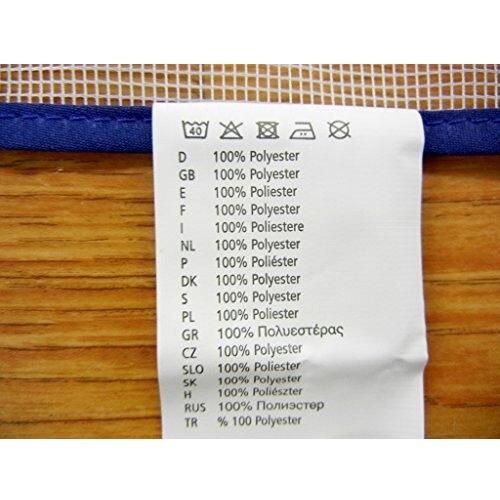 40
D 100% Polyester
GB 100% Polyester
E 100% Poliester
F 100% Polyester
I 100% Poliestere
NL 100% Polyester
P 100% Poliéster
DK 100% Polyester
S 100% Polyester
PL 100% Poliester
GR 100% Πολυεστέρας
CZ 100% Polyester
SLO 100% Poliester
SK 100% Polyester
H 100% Poliészter
RUS 100% Полиэстер
TR % 100 Polyester